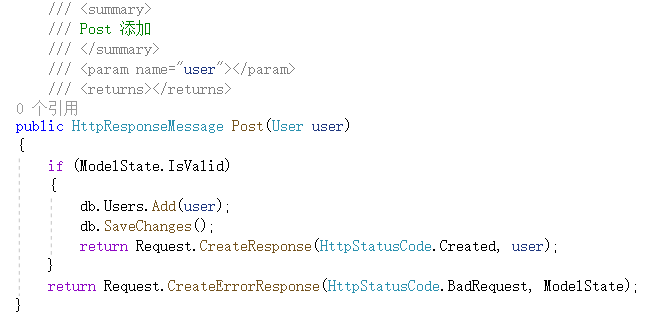 /// <summary>
/// Post 添加
/// </summary>
/// <param name="user"></param>
/// <returns></returns>
0 个引用
public HttpResponseMessage Post(User user)
{
if (ModelState.IsValid)
{
db.Users.Add(user);
db.SaveChanges();
return Request.CreateResponse(HttpStatusCode.Created, user);
}
return Request.CreateErrorResponse(HttpStatusCode.BadRequest, ModelState);
}